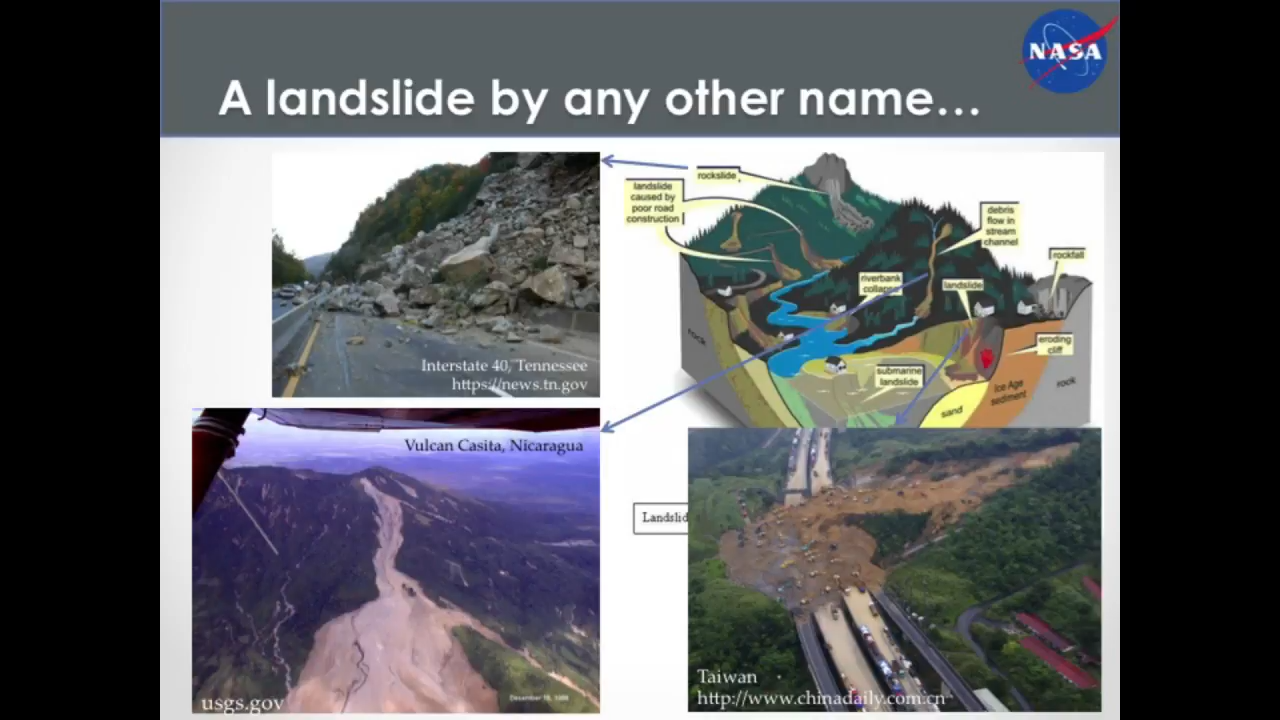 NASA
A landslide by any other name…
rockslide
landslide
caused by
poor road
construction
debris
flow in
stream
channel
rockfall
riverbank
collapse
landslide
rock
eroding
cliff
submarine
landslide
Ice Age
sediment
rock
sand
Interstate 40, Tennessee
https://news.tn.gov
Vulcan Casita, Nicaragua
Landslid
usgs.gov
Taiwan
http://www.chinadaily.com.cn